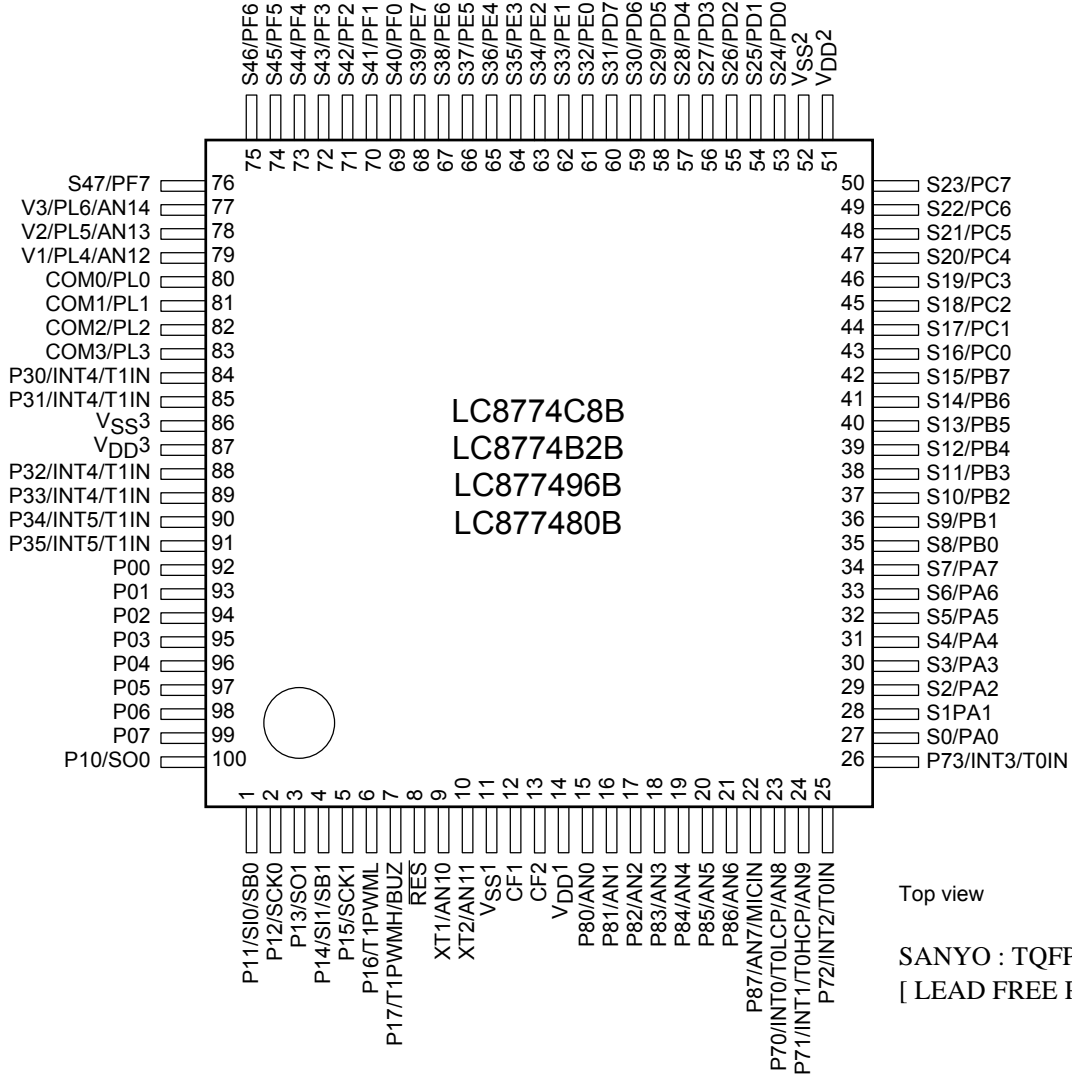 S46/PF6
S45/PF5
S44/PF4
S43/PF3
S42/PF2
S41/PF1
S40/PF0
S39/PE7
S38/PE6
S37/PE5
S36/PE4
S35/PE3
S34/PE2
S33/PE1
S32/PE0
S31/PD7
S30/PD6
S29/PD5
S28/PD4
S27/PD3
S26/PD2
S25/PD1
S24/PD0
VSS2
VDD2
75
74
73
72
71
70
69
68
67
66
65
64
63
62
61
60
59
58
57
56
55
54
53
52
51
S47/PF7 76
V3/PL6/AN14 77
V2/PL5/AN13 78
V1/PL4/AN12 79
COM0/PL0 80
COM1/PL1 81
COM2/PL2 82
COM3/PL3 83
P30/INT4/T1IN 84
P31/INT4/T1IN 85
VSS3 86
VDD3 87
P32/INT4/T1IN 88
P33/INT4/T1IN 89
P34/INT5/T1IN 90
P35/INT5/T1IN 91
P00 92
P01 93
P02 94
P03 95
P04 96
P05 97
P06 98
P07 99
P10/SO0 100
LC8774C8B
LC8774B2B
LC877496B
LC877480B
50 S23/PC7
49 S22/PC6
48 S21/PC5
47 S20/PC4
46 S19/PC3
45 S18/PC2
44 S17/PC1
43 S16/PC0
42 S15/PB7
41 S14/PB6
40 S13/PB5
39 S12/PB4
38 S11/PB3
37 S10/PB2
36 S9/PB1
35 S8/PB0
34 S7/PA7
33 S6/PA6
32 S5/PA5
31 S4/PA4
30 S3/PA3
29 S2/PA2
28 S1PA1
27 S0/PA0
26 P73/INT3/T0IN
1
2
3
4
5
6
7
8
9
10
11
12
13
14
15
16
17
18
19
20
21
22
23
24
25
P11/SI0/SB0
P12/SCK0
P13/SO1
P14/SI1/SB1
P15/SCK1
P16/T1PWML
P17/T1PWMH/BUZ
RES
XT1/AN10
XT2/AN11
VSS1
CF1
CF2
VDD1
P80/AN0
P81/AN1
P82/AN2
P83/AN3
P84/AN4
P85/AN5
P86/AN6
P87/AN7/MICIN
P70/INT0/T0LCP/AN8
P71/INT1/T0HCP/AN9
P72/INT2/T0IN
Top view
SANYO : TQFP
[ LEAD FREE